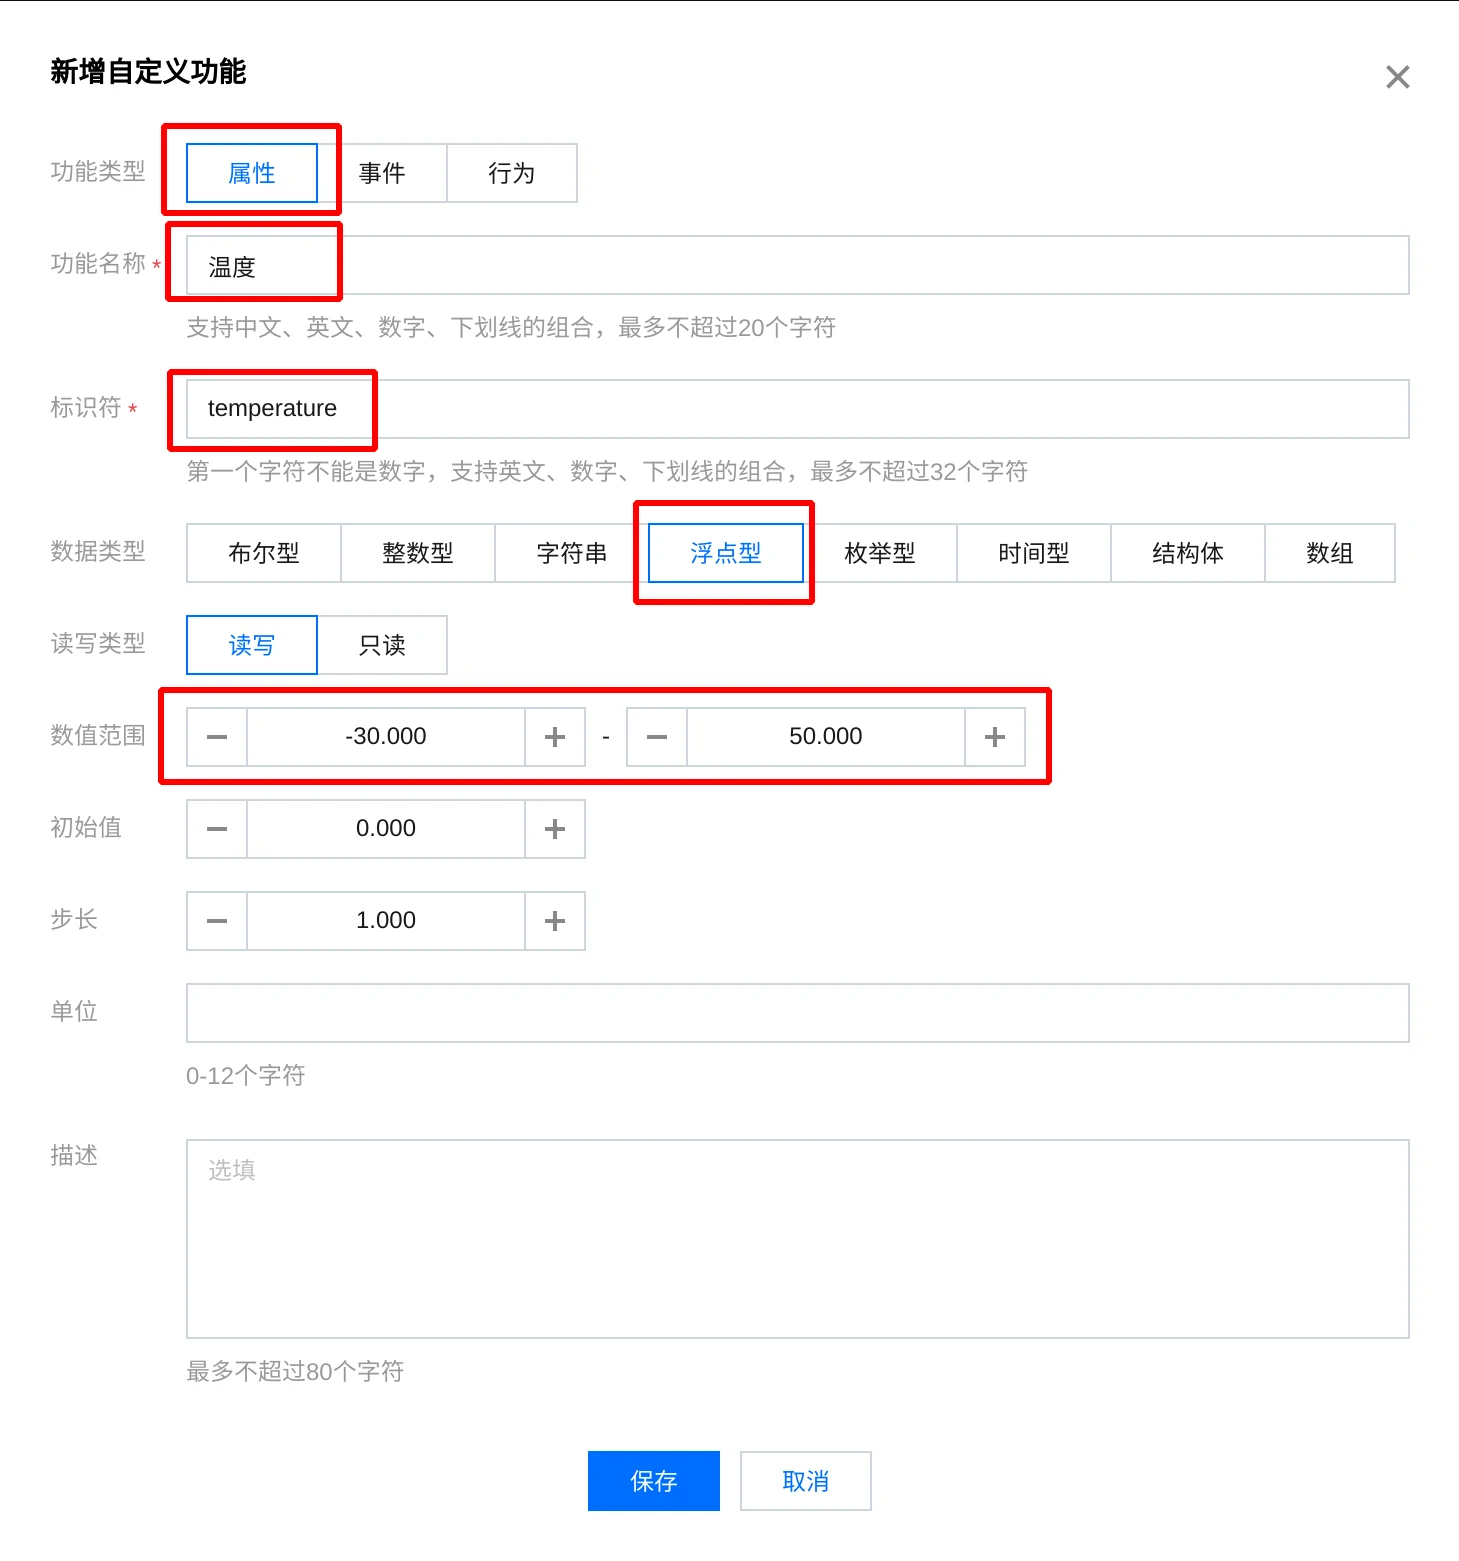 新增自定义功能
功能类型 属性 事件 行为
功能名称 * 温度
支持中文、英文、数字、下划线的组合，最多不超过20个字符
标识符 * temperature
第一个字符不能是数字，支持英文、数字、下划线的组合，最多不超过32个字符
数据类型 布尔型 整数型 字符串 浮点型 枚举型 时间型 结构体 数组
读写类型 读写 只读
数值范围 -30.000 - 50.000
初始值 0.000
步长 1.000
单位
0-12个字符
描述 选填
最多不超过80个字符
保存 取消